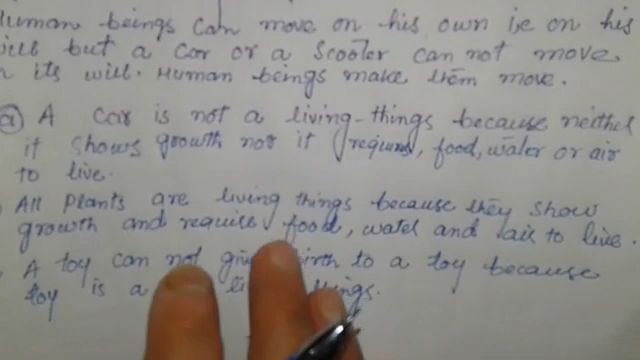 Human beings can move on his own i.e on his
will but a car or a Scooter can not move
n its will. Human beings make them move.
(a) A car is not a living-things because neither
it shows growth nor it requires, food, water or air
to live.
All Plants are living things because they show
growth and require food, water and air to live.
A toy can not birth to a toy because
toy is a